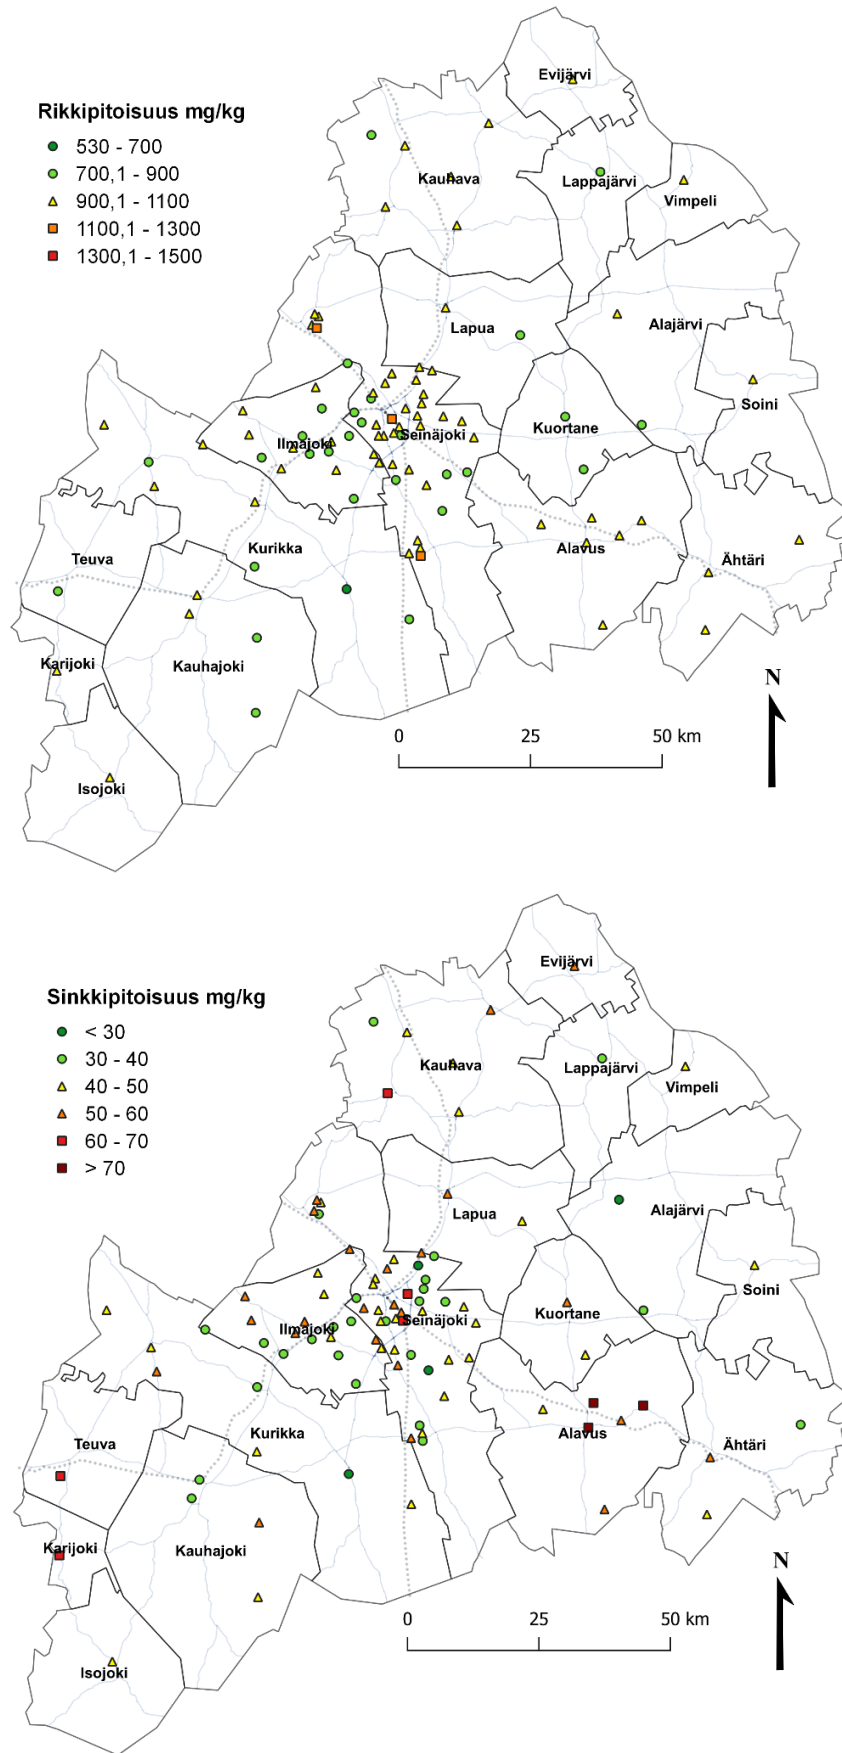 Evijärvi
Rikkipitoisuus mg/kg
530 - 700
700,1 - 900
900,1 - 1100
1100,1 - 1300
1300,1 - 1500
Kauhava
Lappajärvi
Vimpeli
Lapua
Alajärvi
Soini
Kuortane
Seinäjoki
Ilmajoki
Kurikka
Alavus
Ähtäri
Teuva
Karijoki
Kauhajoki
N
0 25 50 km
Isojoki
Evijärvi
Sinkkipitoisuus mg/kg
< 30
30 - 40
40 - 50
50 - 60
60 - 70
> 70
Kauhava
Lappajärvi
Vimpeli
Lapua
Alajärvi
Soini
Kuortane
Seinäjoki
Ilmajoki
Kurikka
Alavus
Ähtäri
Teuva
Karijoki
Kauhajoki
N
0 25 50 km
Isojoki